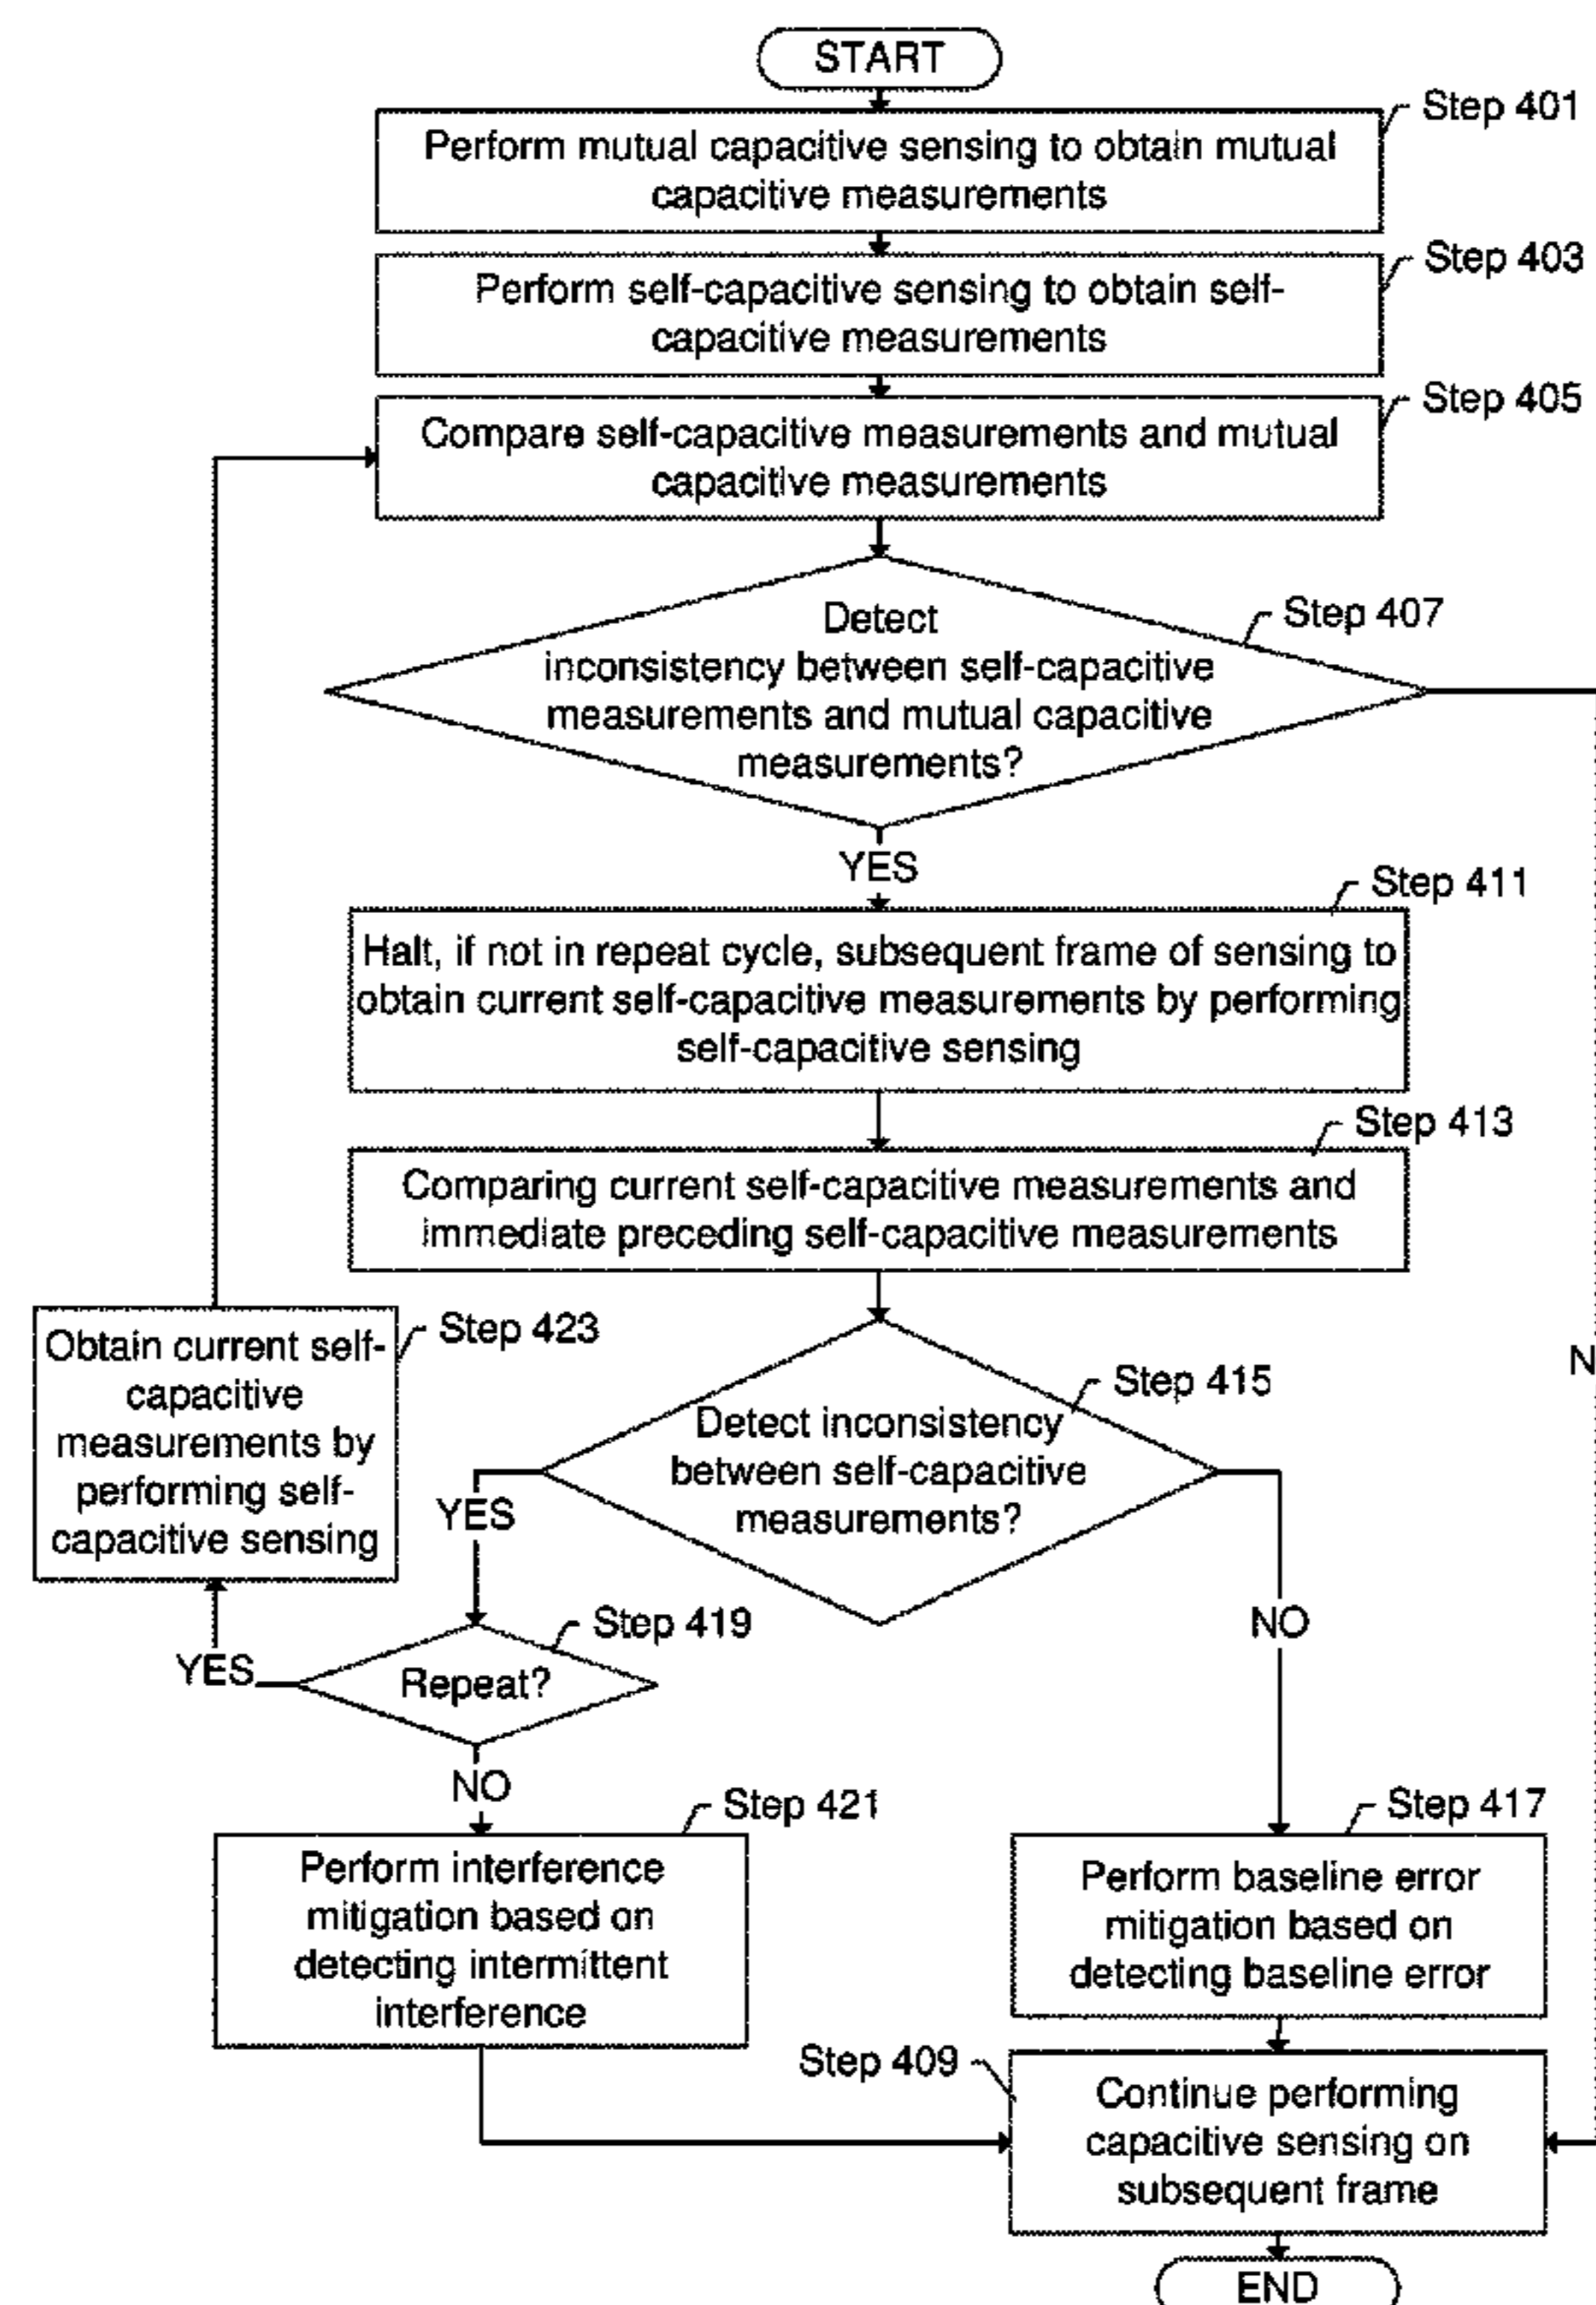 START
Step 401
Perform mutual capacitive sensing to obtain mutual
capacitive measurements
Step 403
Perform self-capacitive sensing to obtain self-
capacitive measurements
Step 405
Compare self-capacitive measurements and mutual
capacitive measurements
Step 407
Detect
inconsistency between self-capacitive
measurements and mutual capacitive
measurements?
YES
Step 411
Halt, if not in repeat cycle, subsequent frame of sensing to
obtain current self-capacitive measurements by performing
self-capacitive sensing
Step 413
Comparing current self-capacitive measurements and
immediate preceding self-capacitive measurements
Step 423
Obtain current self-
capacitive
measurements by
performing self-
capacitive sensing
Step 415
Detect inconsistency
between self-capacitive
measurements?
N
YES
NO
Step 419
Repeat?
YES
NO
Step 421
Perform interference
mitigation based on
detecting intermittent
interference
Step 417
Perform baseline error
mitigation based on
detecting baseline error
Step 409
Continue performing
capacitive sensing on
subsequent frame
END